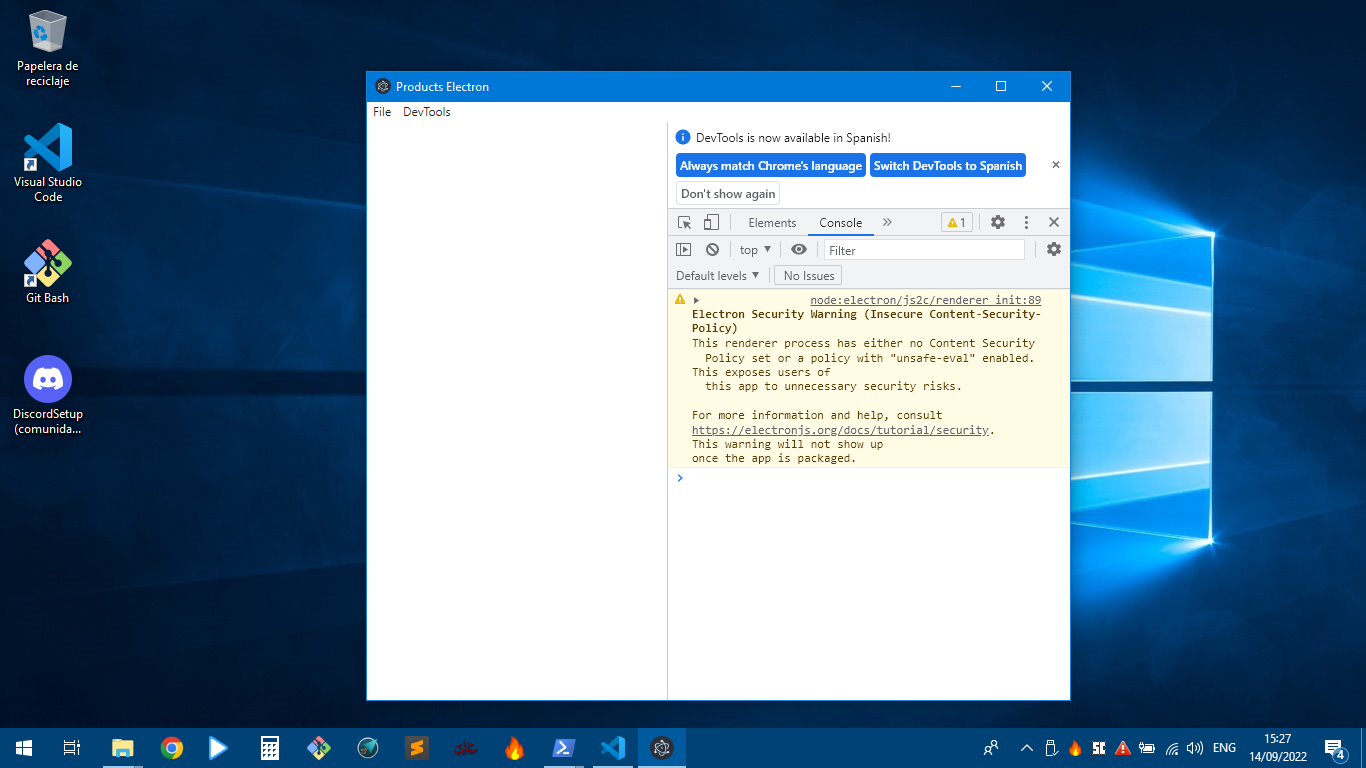 Papelera de
reciclaje
Visual Studio
Code
Git Bash
DiscordSetup
(comunida...
Products Electron
File DevTools
DevTools is now available in Spanish!
Always match Chrome's language Switch DevTools to Spanish
Don't show again
Elements Console 1
top Filter
Default levels No Issues
node:electron/js2c/renderer_init:89
Electron Security Warning (Insecure Content-Security-
Policy)
This renderer process has either no Content Security
Policy set or a policy with "unsafe-eval" enabled.
This exposes users of
this app to unnecessary security risks.
For more information and help, consult
https://electronjs.org/docs/tutorial/security.
This warning will not show up
once the app is packaged.
ENG
15:27
14/09/2022
4